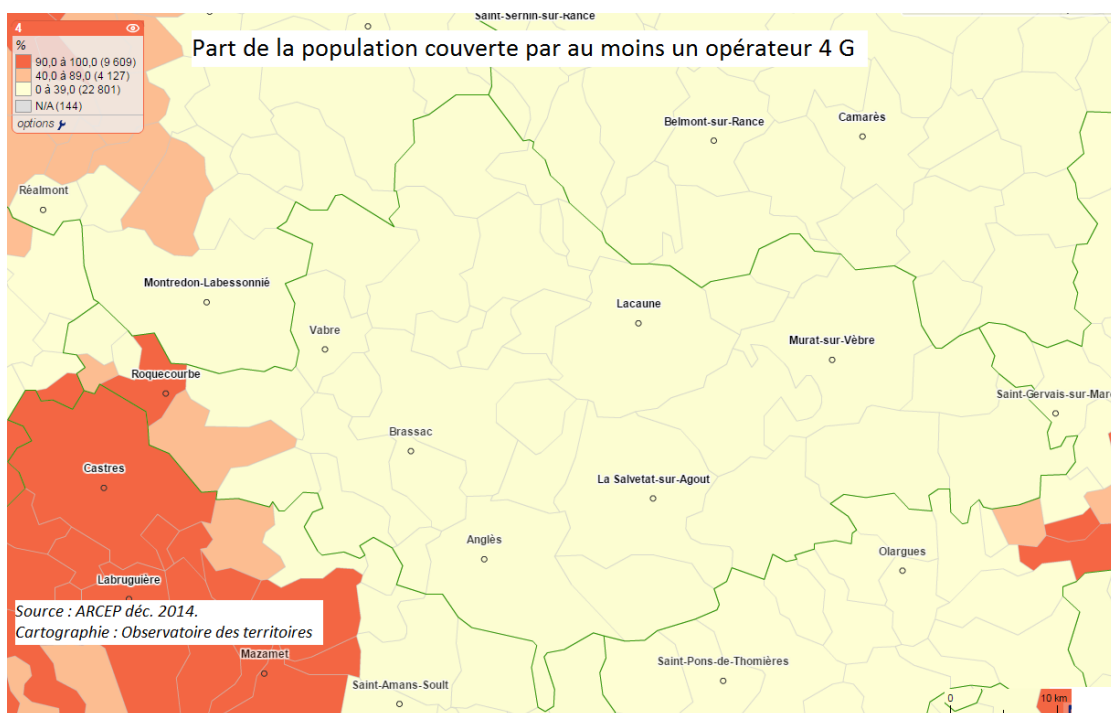 Saint-Sernin-sur-Rance
4
%
90,0 à 100,0 (9 609)
40,0 à 89,0 (4 127)
0 à 39,0 (22 801)
N/A (144)
options
Part de la population couverte par au moins un opérateur 4 G
Belmont-sur-Rance
Camarès
Réalmont
Montredon-Labessonnié
Lacaune
Vabre
Murat-sur-Vèbre
Roquecourbe
Saint-Gervais-sur-Mar
Brassac
Castres
La Salvetat-sur-Agout
Anglès
Olargues
Labruguière
Source : ARCEP déc. 2014.
Cartographie : Observatoire des territoires
Mazamet
Saint-Pons-de-Thomières
Saint-Amans-Soult
0
10 km